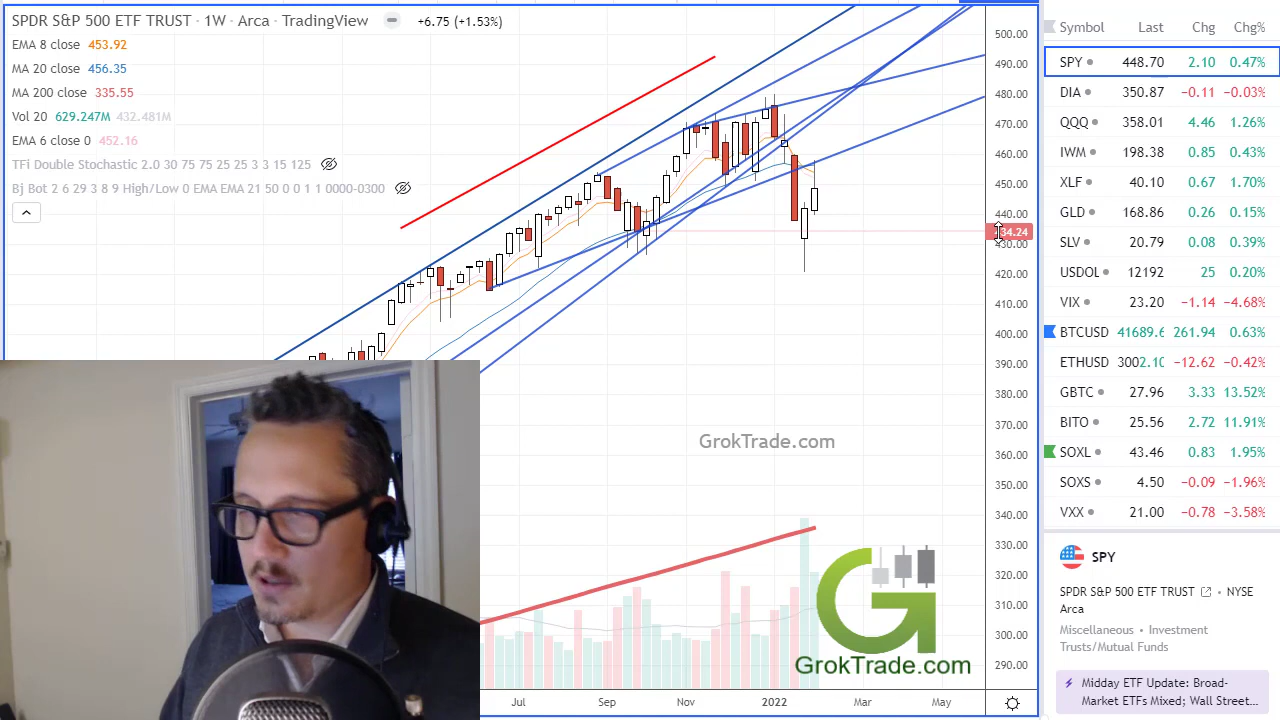 SPDR S&P 500 ETF TRUST · 1W · Arca · TradingView +6.75 (+1.53%)
EMA 8 close 453.92
MA 20 close 456.35
MA 200 close 335.55
Vol 20 629.247M 432.481M
EMA 6 close 0 452.16
TFi Double Stochastic 2.0 30 75 75 25 25 3 3 15 125
Bj Bot 2 6 29 3 8 9 High/Low 0 EMA EMA 21 50 0 0 1 1 0000-0300
500.00
490.00
480.00
470.00
460.00
450.00
440.00
34.24
430.00
420.00
410.00
400.00
390.00
380.00
370.00
360.00
350.00
340.00
330.00
320.00
310.00
300.00
290.00
GrokTrade.com
GrokTrade.com
Jul Sep Nov 2022 Mar May
Symbol Last Chg Chg%
SPY 448.70 2.10 0.47%
DIA 350.87 −0.11 −0.03%
QQQ 358.01 4.46 1.26%
IWM 198.38 0.85 0.43%
XLF 40.10 0.67 1.70%
GLD 168.86 0.26 0.15%
SLV 20.79 0.08 0.39%
USDOL 12192 25 0.20%
VIX 23.20 −1.14 −4.68%
BTCUSD 41689.6 261.94 0.63%
ETHUSD 3002.10 −12.62 −0.42%
GBTC 27.96 3.33 13.52%
BITO 25.56 2.72 11.91%
SOXL 43.46 0.83 1.95%
SOXS 4.50 −0.09 −1.96%
VXX 21.00 −0.78 −3.58%
SPY
SPDR S&P 500 ETF TRUST • NYSE
Arca
Miscellaneous • Investment
Trusts/Mutual Funds
Midday ETF Update: Broad-
Market ETFs Mixed; Wall Street...